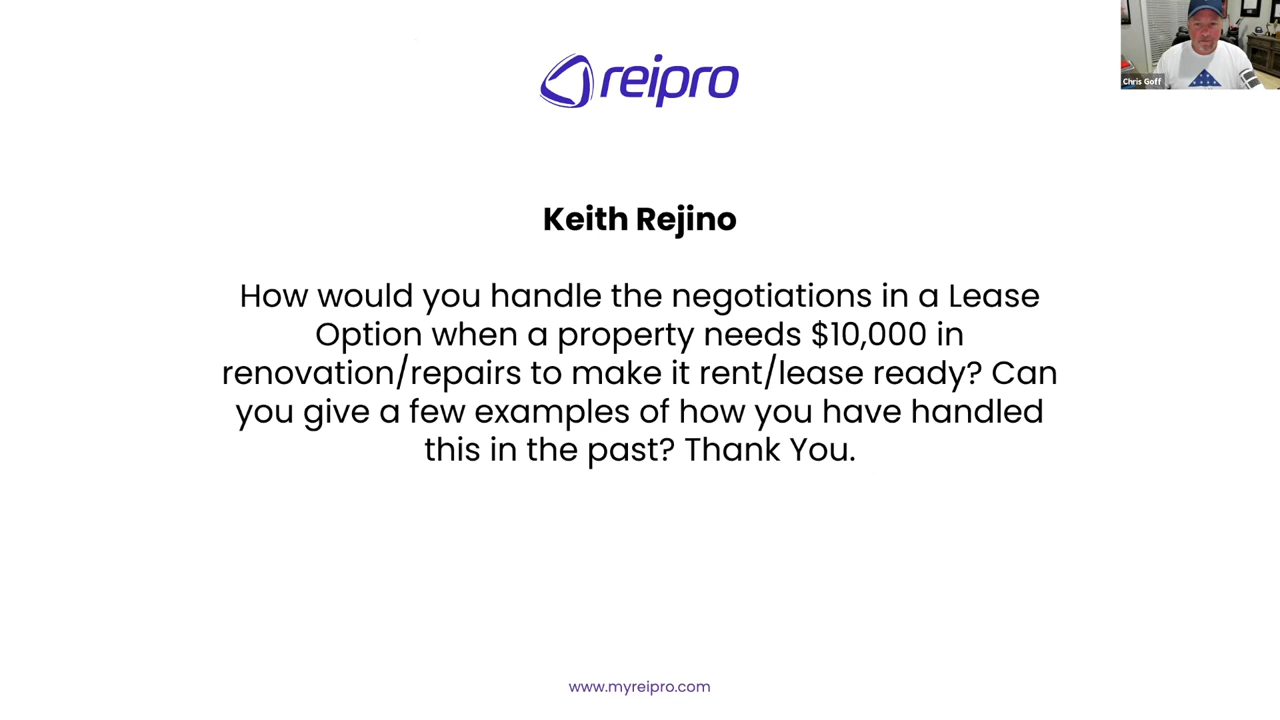 reipro
Chris Goff
Keith Rejino
How would you handle the negotiations in a Lease
Option when a property needs $10,000 in
renovation/repairs to make it rent/lease ready? Can
you give a few examples of how you have handled
this in the past? Thank You.
www.myreipro.com